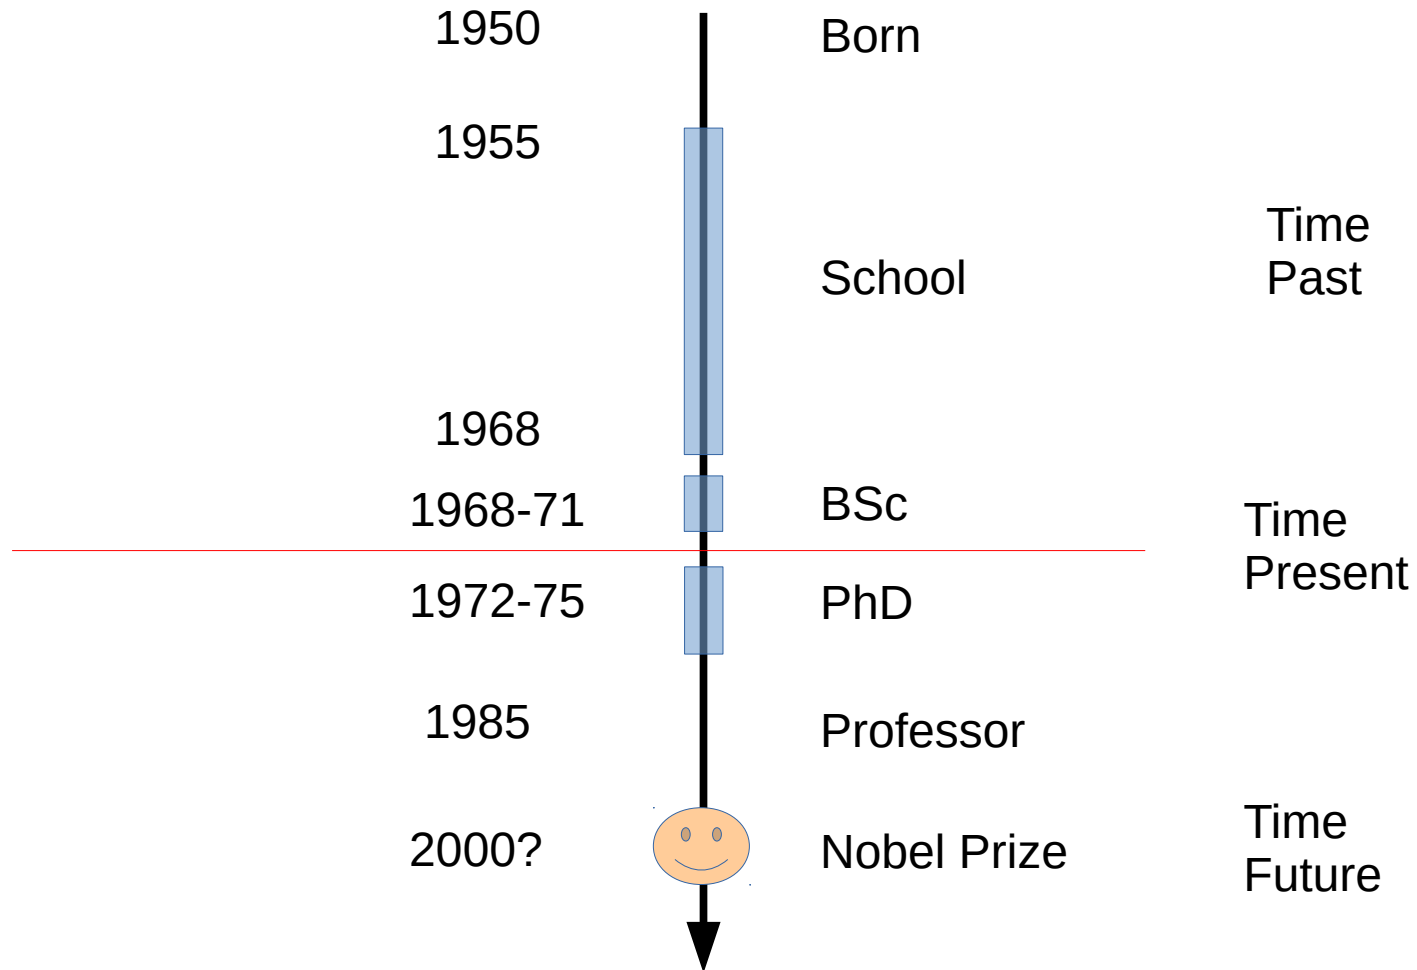 1950
Born
1955
Time
Past
School
1968
1968-71
BSc
Time
Present
1972-75
PhD
1985
Professor
2000?
Nobel Prize
Time
Future